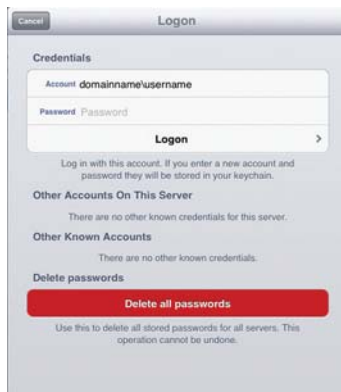 Cancel
Logon
Credentials
Account domainname\username
Password Password
Logon
Log in with this account. If you enter a new account and
password they will be stored in your keychain.
Other Accounts On This Server
There are no other known credentials for this server.
Other Known Accounts
There are no other known credentials.
Delete passwords
Delete all passwords
Use this to delete all stored passwords for all servers. This
operation cannot be undone.